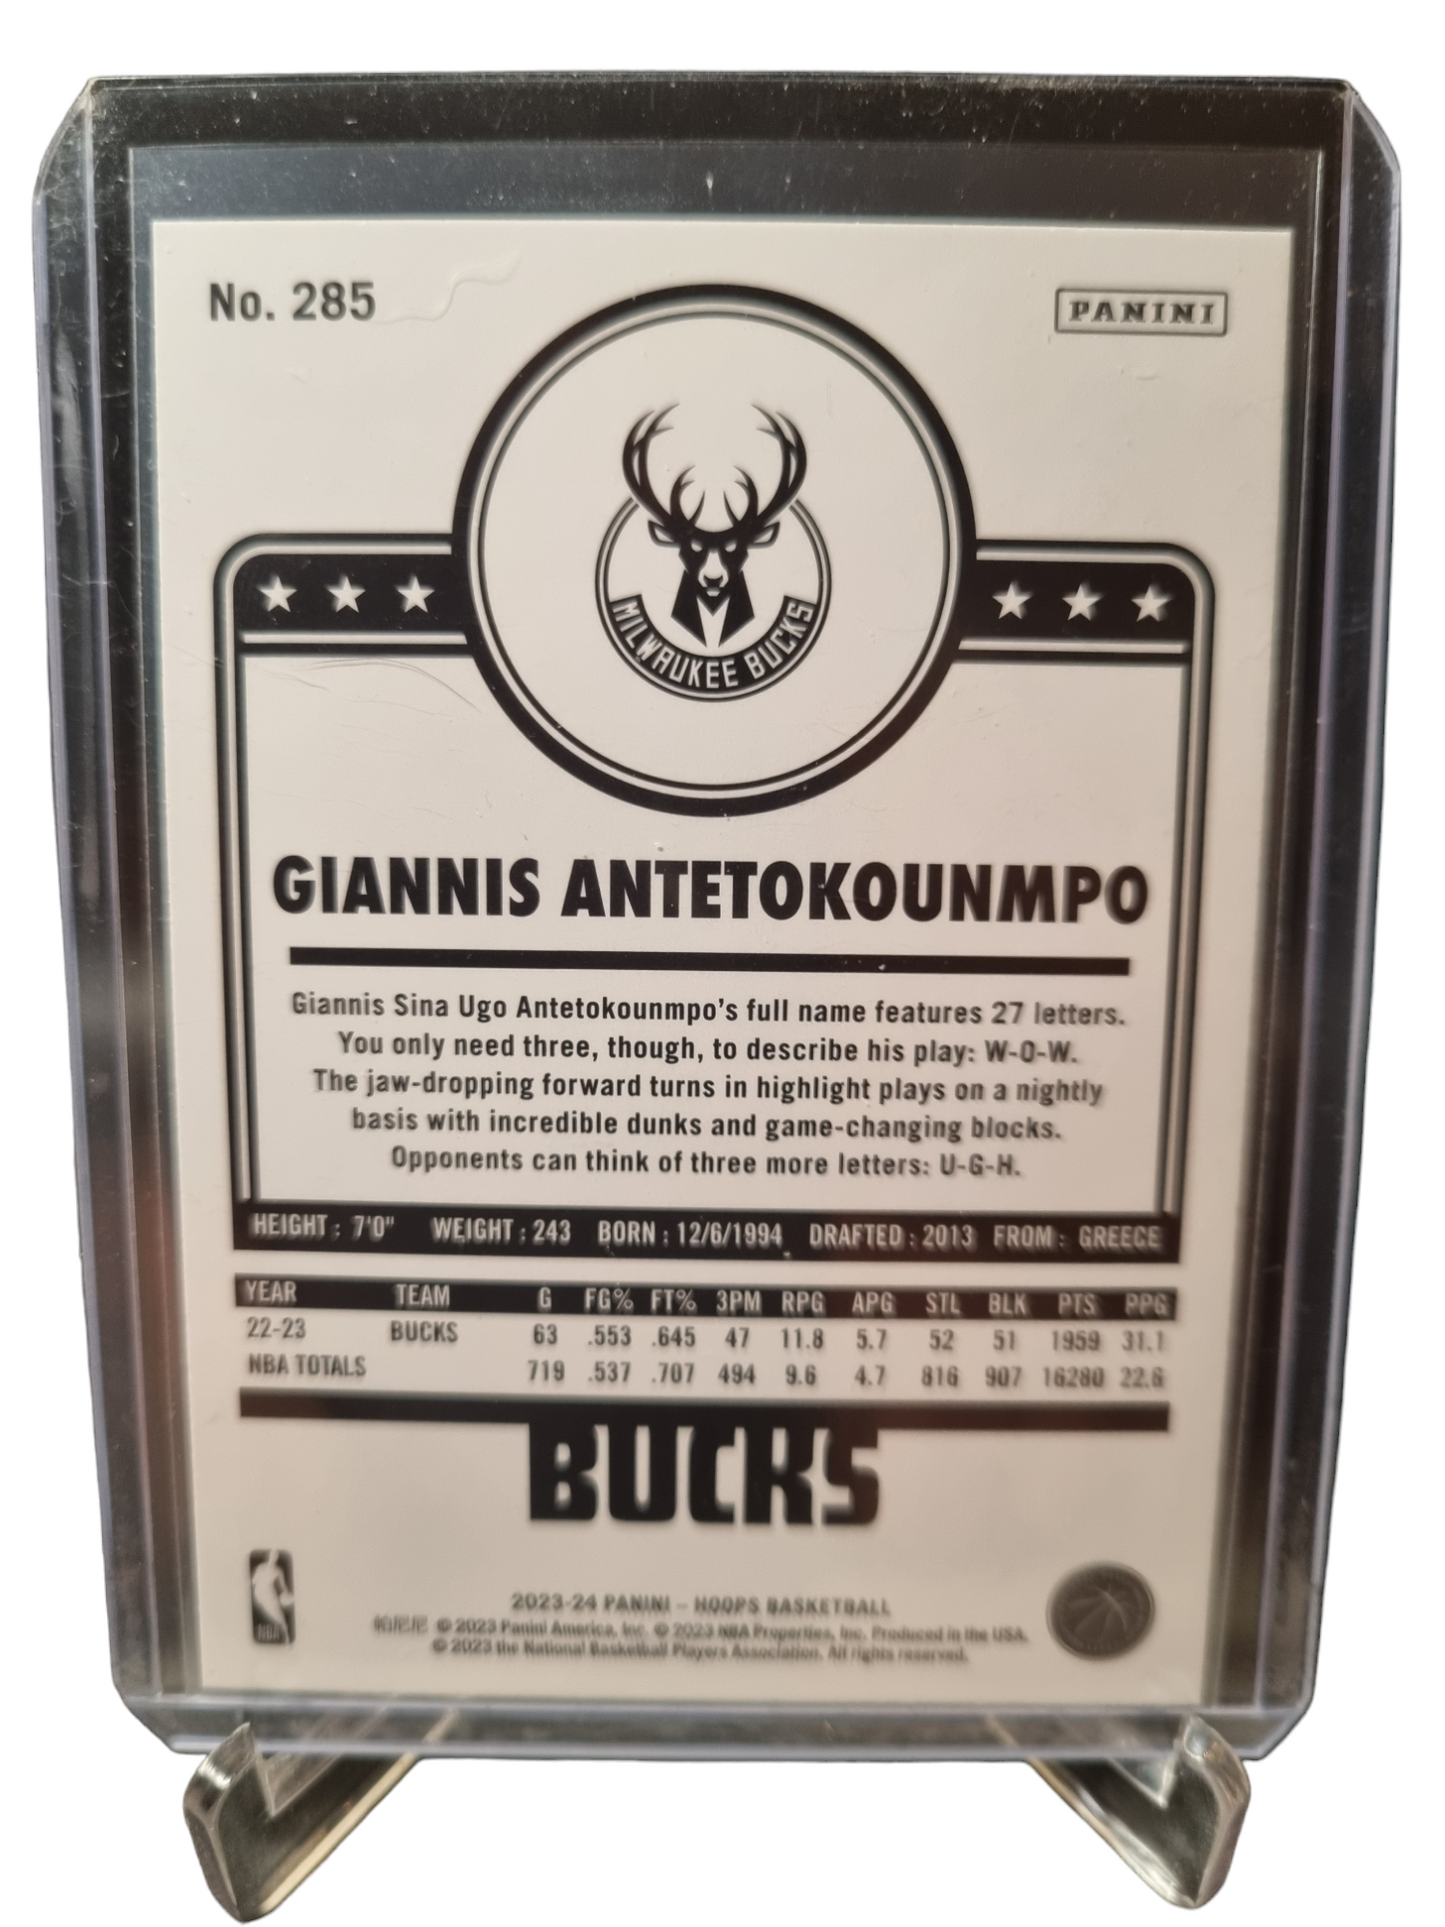 No. 285
PANINI
MILWAUKEE BUCKS
GIANNIS ANTETOKOUNMPO
Giannis Sina Ugo Antetokounmpo's full name features 27 letters.
You only need three, though, to describe his play: W-O-W.
The jaw-dropping forward turns in highlight plays on a nightly
basis with incredible dunks and game-changing blocks.
Opponents can think of three more letters: U-G-H.
HEIGHT : 7'0" WEIGHT : 243 BORN : 12/6/1994 DRAFTED : 2013 FROM : GREECE
YEAR TEAM G FG% FT% 3PM RPG APG STL BLK PTS PPG
22-23 BUCKS 63 .553 .645 47 11.8 5.7 52 51 1959 31.1
NBA TOTALS 719 .537 .707 494 9.6 4.7 816 907 16280 22.6
BUCKS
NBA
2023-24 PANINI – HOOPS BASKETBALL
© 2023 Panini America, Inc. © 2023 NBA Properties, Inc. Produced in the USA.
© 2023 the National Basketball Players Association. All rights reserved.